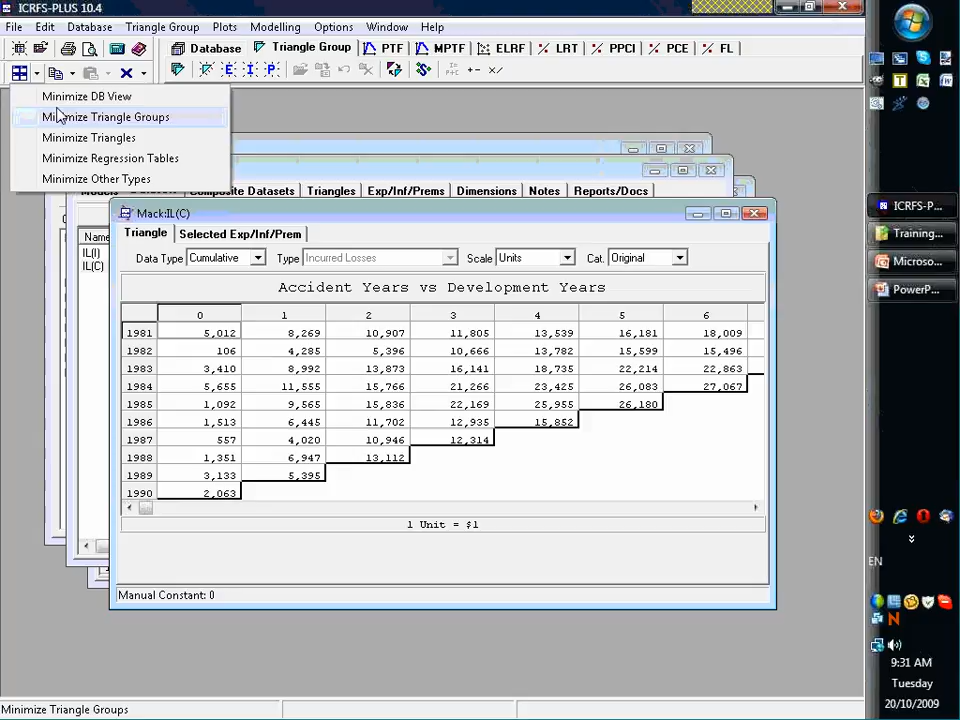 ICRFS-PLUS 10.4
File Edit Database Triangle Group Plots Modelling Options Window Help
Database Triangle Group PTF MPTF ELRF LRT PPCI PCE FL
Minimize DB View
Minimize Triangle Groups
Minimize Triangles
Minimize Regression Tables
Minimize Other Types
Composite Datasets Triangles Exp/Inf/Prems Dimensions Notes Reports/Docs
Name
IL(I)
IL(C)
Mack:IL(C)
Triangle Selected Exp/Inf/Prem
Data Type Cumulative Type Incurred Losses Scale Units Cat. Original
Accident Years vs Development Years
0 1 2 3 4 5 6
1981 5,012 8,269 10,907 11,805 13,539 16,181 18,009
1982 106 4,285 5,396 10,666 13,782 15,599 15,496
1983 3,410 8,992 13,873 16,141 18,735 22,214 22,863
1984 5,655 11,555 15,766 21,266 23,425 26,083 27,067
1985 1,092 9,565 15,836 22,169 25,955 26,180
1986 1,513 6,445 11,702 12,935 15,852
1987 557 4,020 10,946 12,314
1988 1,351 6,947 13,112
1989 3,133 5,395
1990 2,063
1 Unit = $1
Manual Constant: 0
Minimize Triangle Groups
ICRFS-P...
Training...
Microso...
PowerP...
EN
9:31 AM
Tuesday
20/10/2009